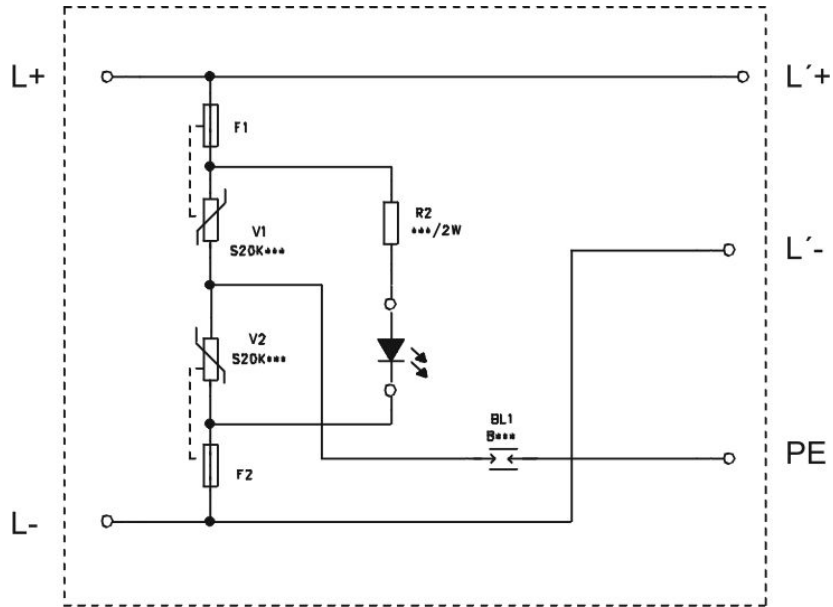 L+
L´+
F1
R2
***/2W
V1
S20K***
L´-
V2
S20K***
BL1
B***
PE
F2
L-